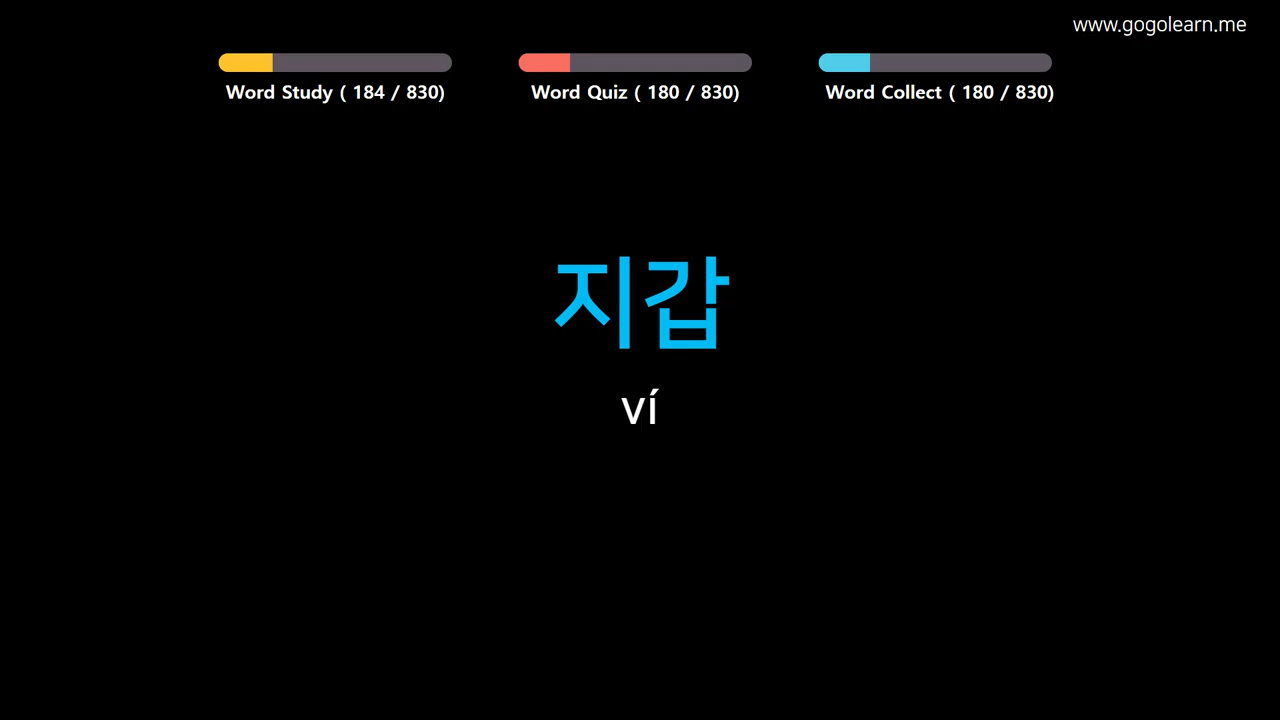 www.gogolearn.me
Word Study ( 184 / 830)
Word Quiz ( 180 / 830)
Word Collect ( 180 / 830)
지갑
ví